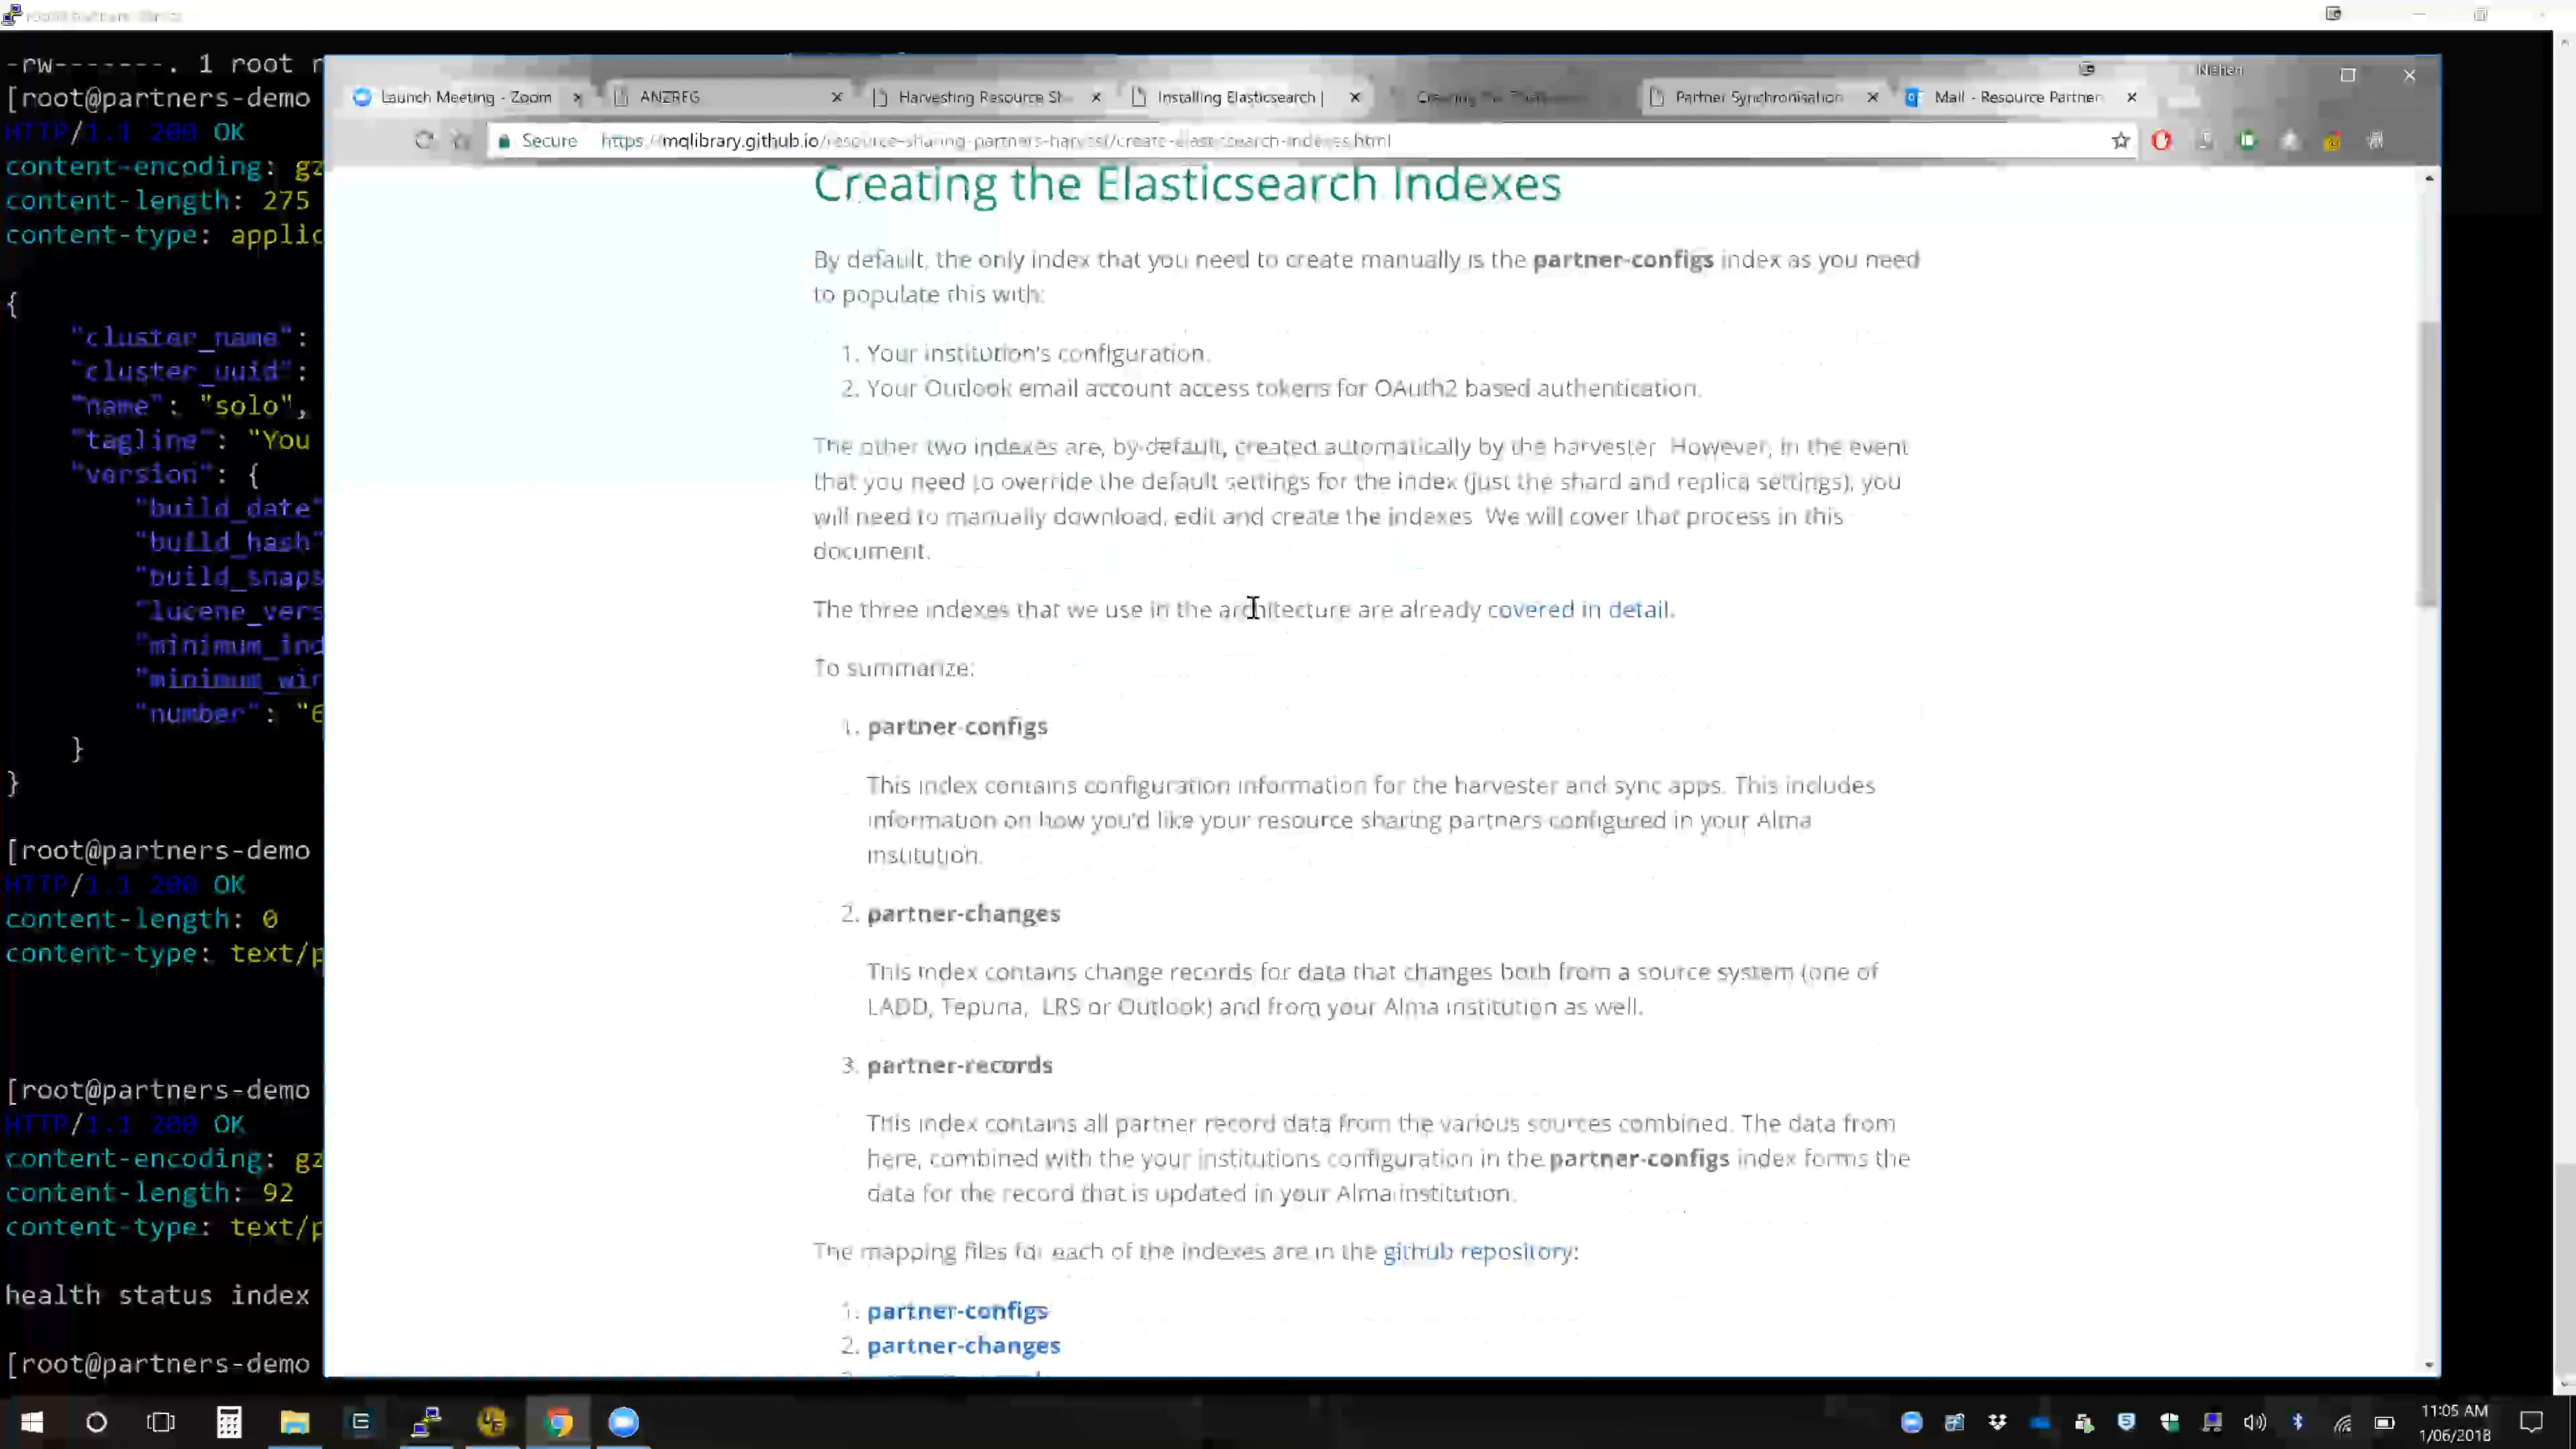 -rw-------. 1 root r
[root@partners-demo
HTTP/1.1 200 OK
content-encoding: gz
content-length: 275
content-type: applic
{
"cluster_name":
"cluster_uuid":
"name": "solo",
"tagline": "You
"version": {
"build_date"
"build_hash"
"build_snaps
"lucene_vers
"minimum_ind
"minimum_wir
"number": "6
}
}
[root@partners-demo
HTTP/1.1 200 OK
content-length: 0
content-type: text/p
[root@partners-demo
HTTP/1.1 200 OK
content-encoding: gz
content-length: 92
content-type: text/p
health status index
[root@partners-demo
Nishen
Launch Meeting - Zoom
ANZREG
Harvesting Resource Sh
Installing Elasticsearch |
Creating the
Partner Synchronisation
Mail - Resource Partner
Secure
https://mqlibrary.github.io/resource-sharing-partners-harvest//create-elasticsearch-indexes.html
Creating the Elasticsearch Indexes
By default, the only index that you need to create manually is the partner-configs index as you need
to populate this with:
1. Your institution's configuration.
2. Your Outlook email account access tokens for OAuth2 based authentication.
The other two indexes are, by-default, created automatically by the harvester. However, in the event
that you need to override the default settings for the index (just the shard and replica settings), you
will need to manually download, edit and create the indexes. We will cover that process in this
document.
The three indexes that we use in the architecture are already covered in detail.
To summarize:
1. partner-configs
This index contains configuration information for the harvester and sync apps. This includes
information on how you'd like your resource sharing partners configured in your Alma
institution.
2. partner-changes
This index contains change records for data that changes both from a source system (one of
LADD, Tepuna, LRS or Outlook) and from your Alma institution as well.
3. partner-records
This index contains all partner record data from the various sources combined. The data from
here, combined with the your institutions configuration in the partner-configs index forms the
data for the record that is updated in your Alma institution.
The mapping files for each of the indexes are in the github repository:
1. partner-configs
2. partner-changes
11:05 AM
1/06/2018